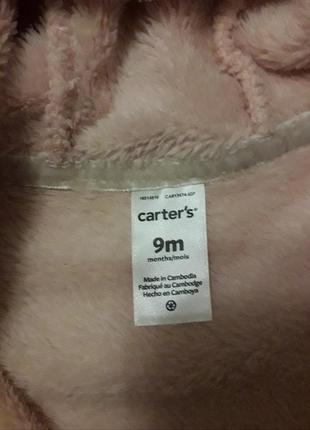 carter's®
9m
months/mois
Made in Cambodia
Fabriqué au Cambodge
Hecho en Camboya